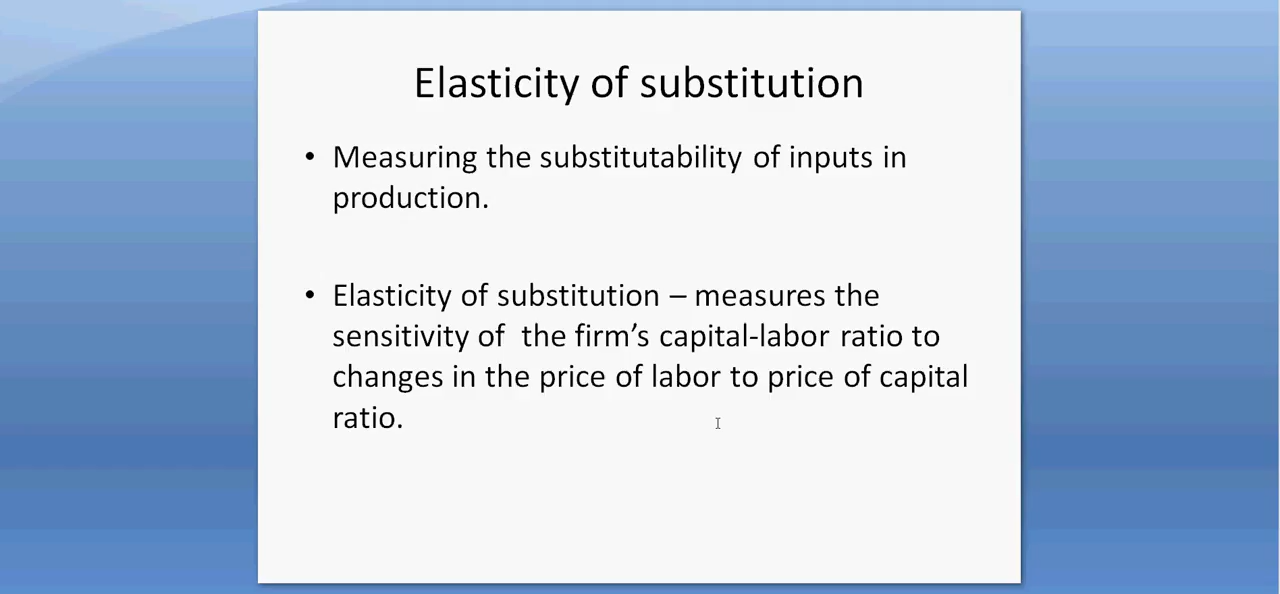 Elasticity of substitution
• Measuring the substitutability of inputs in
production.
• Elasticity of substitution – measures the
sensitivity of  the firm’s capital-labor ratio to
changes in the price of labor to price of capital
ratio.